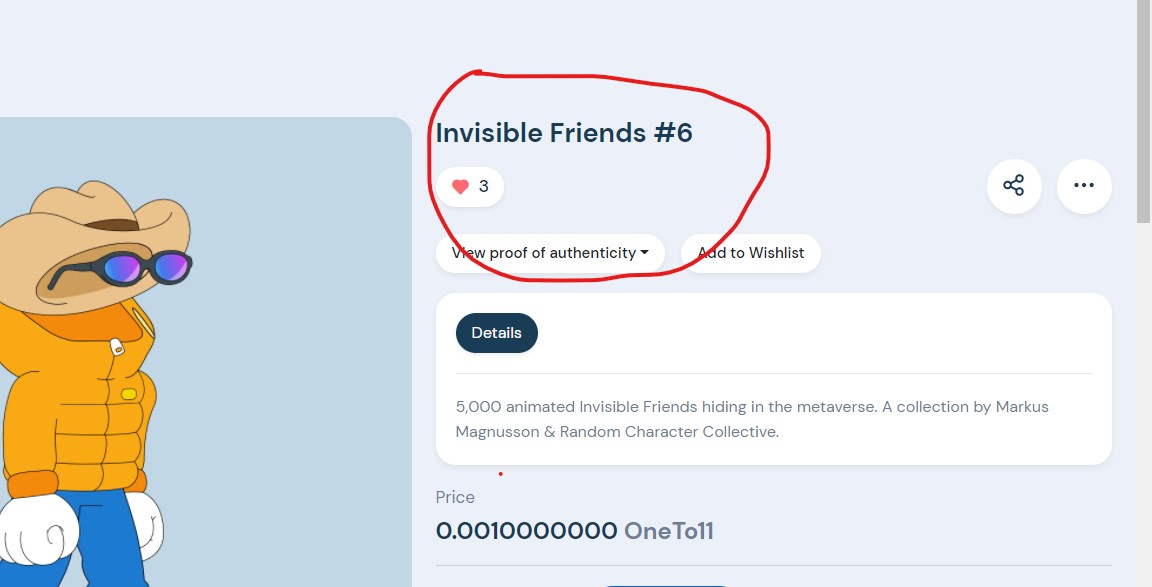 Invisible Friends #6
3
View proof of authenticity Add to Wishlist
Details
5,000 animated Invisible Friends hiding in the metaverse. A collection by Markus
Magnusson & Random Character Collective.
Price
0.0010000000 OneTo11